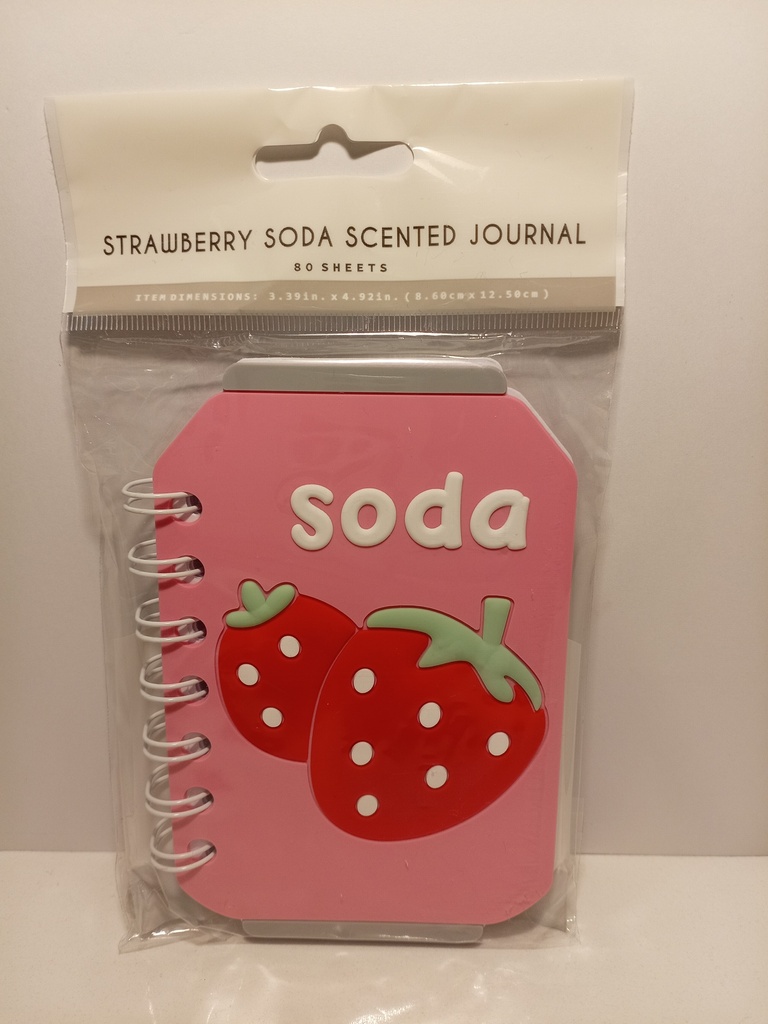 STRAWBERRY SODA SCENTED JOURNAL
80 SHEETS
ITEM DIMENSIONS: 3.39in. x 4.92in. (8.60cm x 12.50cm)
soda